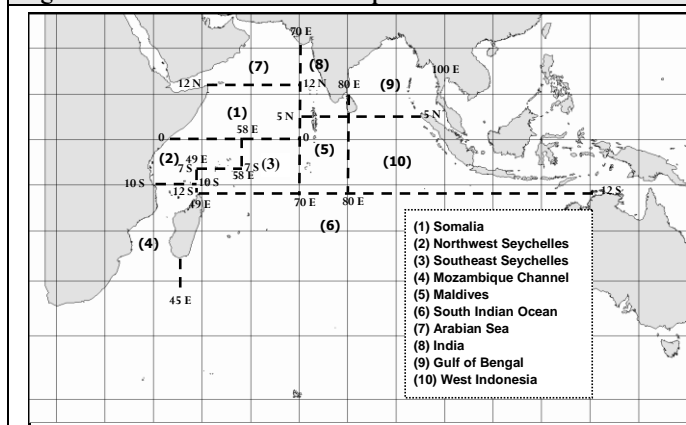 70 E
(7)
(8)
100 E
12 N
12 N
80 E
(9)
(1)
5 N
5 N
58 E
0
0
(5)
(2)
49 E
7 S
7 S
(3)
58 E
(10)
10 S
10 S
12 S
12 S
49 E
70 E
80 E
(6)
(4)
45 E
(1) Somalia
(2) Northwest Seychelles
(3) Southeast Seychelles
(4) Mozambique Channel
(5) Maldives
(6) South Indian Ocean
(7) Arabian Sea
(8) India
(9) Gulf of Bengal
(10) West Indonesia